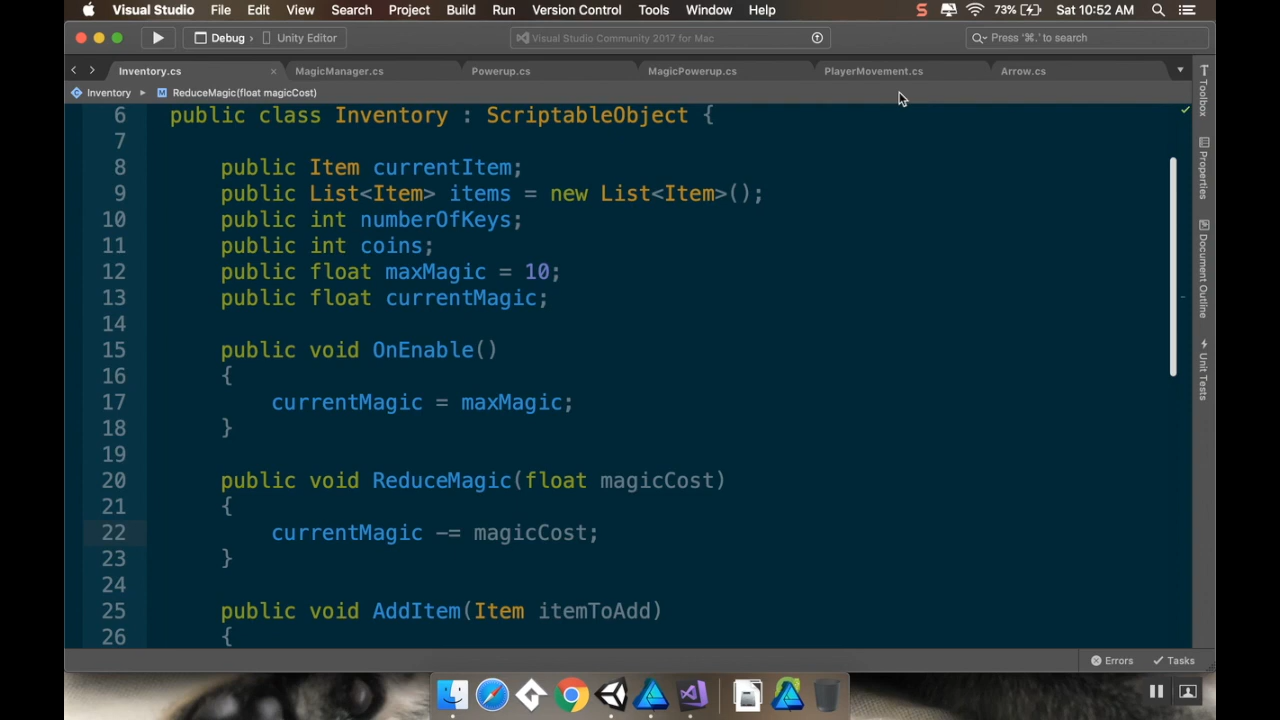 Visual Studio File Edit View Search Project Build Run Version Control Tools Window Help 73% Sat 10:52 AM
Debug Unity Editor Visual Studio Community 2017 for Mac Press '⌘.' to search
Inventory.cs MagicManager.cs Powerup.cs MagicPowerup.cs PlayerMovement.cs Arrow.cs
Inventory ReduceMagic(float magicCost)
6 public class Inventory : ScriptableObject {
7
8 public Item currentItem;
9 public List<Item> items = new List<Item>();
10 public int numberOfKeys;
11 public int coins;
12 public float maxMagic = 10;
13 public float currentMagic;
14
15 public void OnEnable()
16 {
17 currentMagic = maxMagic;
18 }
19
20 public void ReduceMagic(float magicCost)
21 {
22 currentMagic -= magicCost;
23 }
24
25 public void AddItem(Item itemToAdd)
26 {
Toolbox
Properties
Document Outline
Unit Tests
Errors Tasks